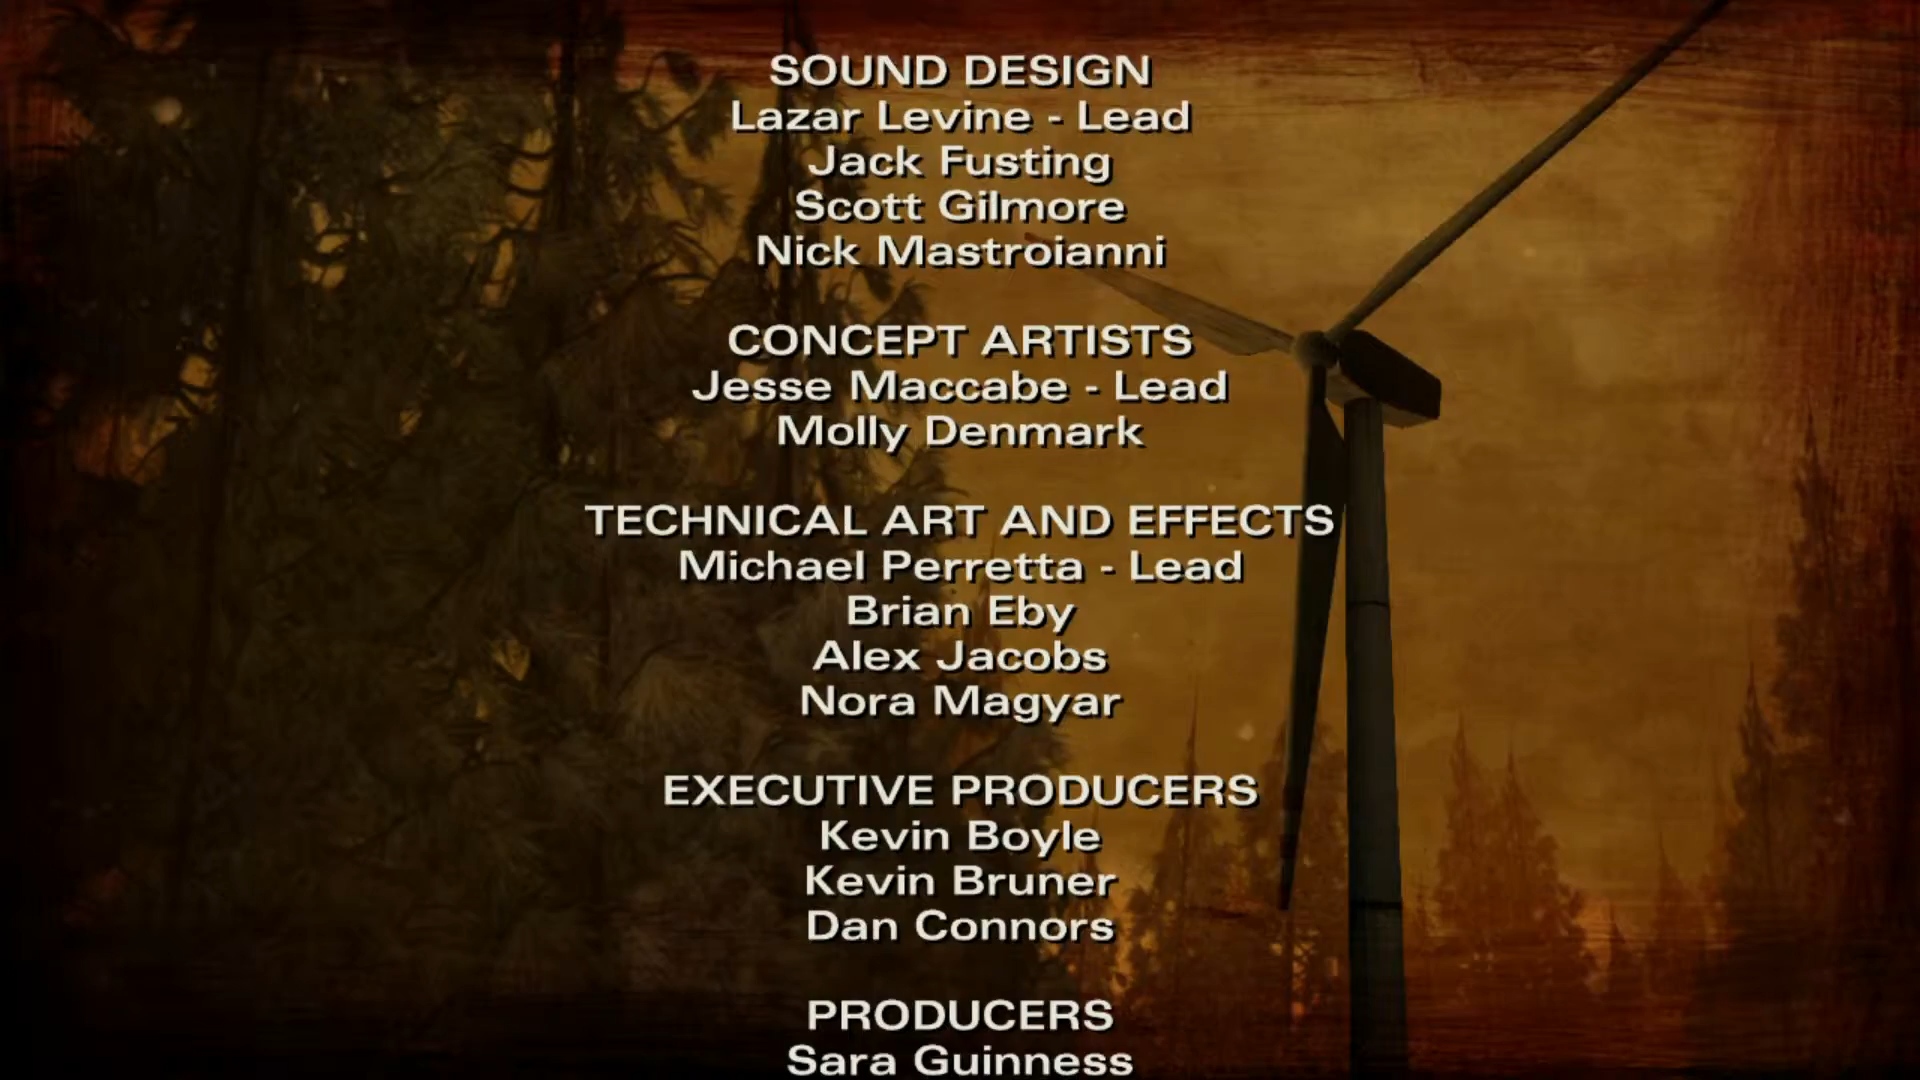 SOUND DESIGN
Lazar Levine - Lead
Jack Fusting
Scott Gilmore
Nick Mastroianni
CONCEPT ARTISTS
Jesse Maccabe - Lead
Molly Denmark
TECHNICAL ART AND EFFECTS
Michael Perretta - Lead
Brian Eby
Alex Jacobs
Nora Magyar
EXECUTIVE PRODUCERS
Kevin Boyle
Kevin Bruner
Dan Connors
PRODUCERS
Sara Guinness